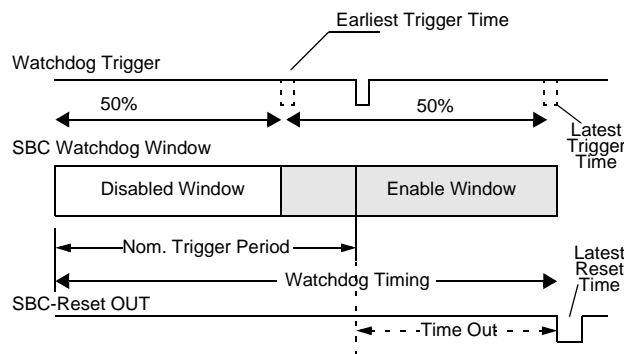 Earliest Trigger Time
Watchdog Trigger
50%
50%
Latest
Trigger
Time
SBC Watchdog Window
Disabled Window
Enable Window
Nom. Trigger Period
Watchdog Timing
Latest
Reset
Time
SBC-Reset OUT
Time Out